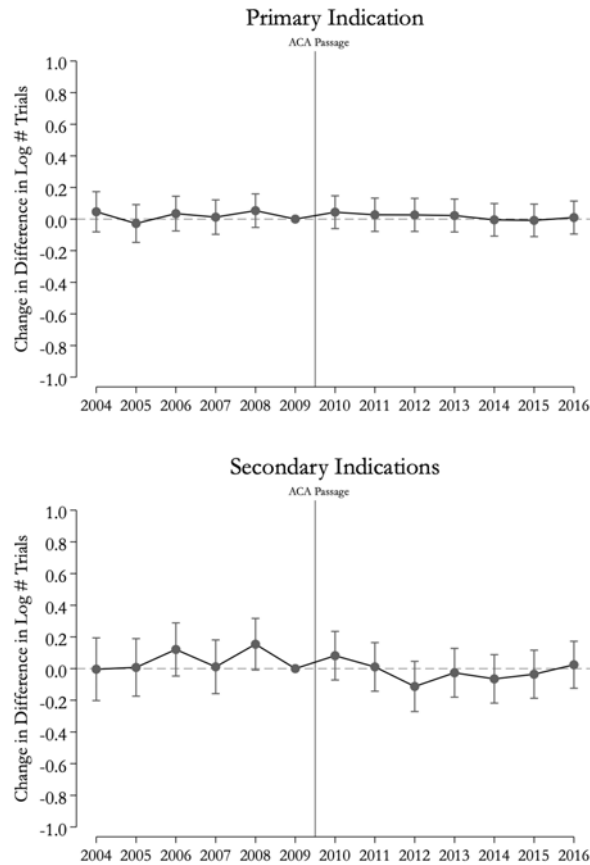 Primary Indication
ACA Passage
Change in Difference in Log # Trials
1.0
0.8
0.6
0.4
0.2
0.0
-0.2
-0.4
-0.6
-0.8
-1.0
2004 2005 2006 2007 2008 2009 2010 2011 2012 2013 2014 2015 2016
Secondary Indications
ACA Passage
Change in Difference in Log # Trials
1.0
0.8
0.6
0.4
0.2
0.0
-0.2
-0.4
-0.6
-0.8
-1.0
2004 2005 2006 2007 2008 2009 2010 2011 2012 2013 2014 2015 2016